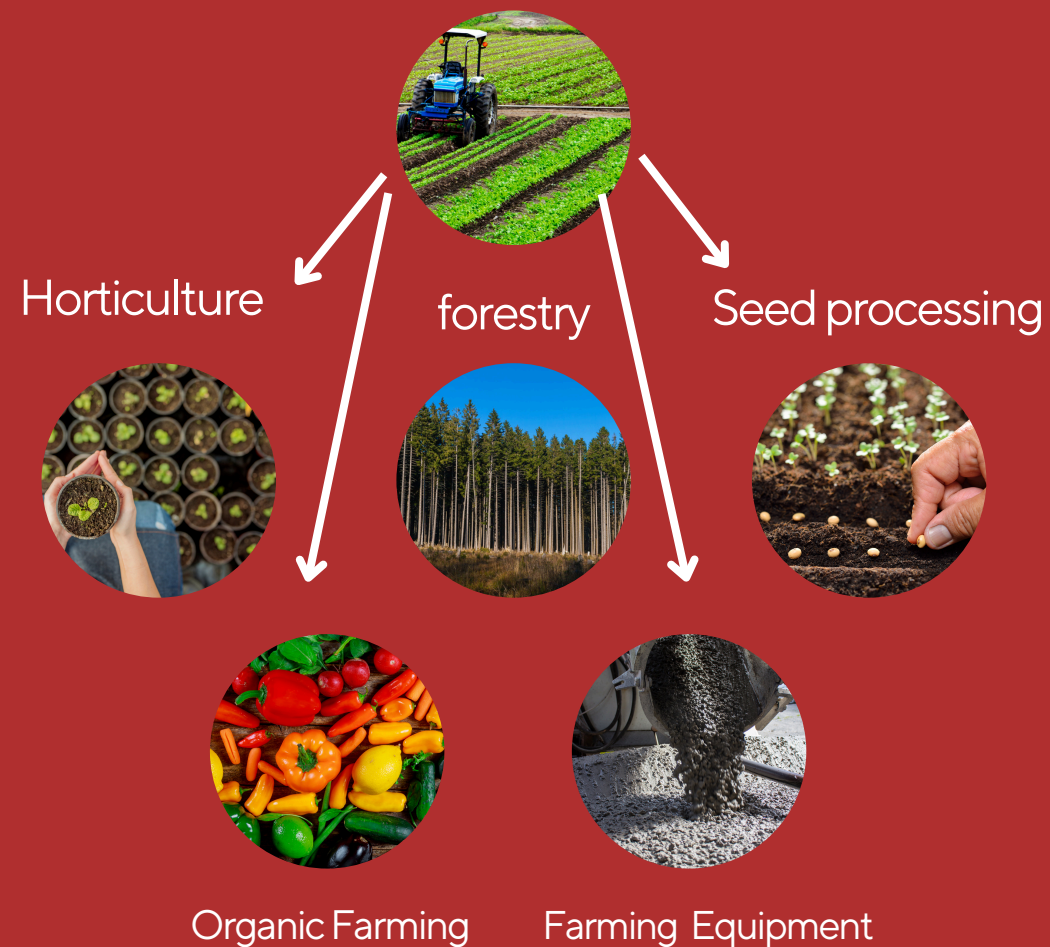 Horticulture
forestry
Seed processing
Organic Farming
Farming Equipment